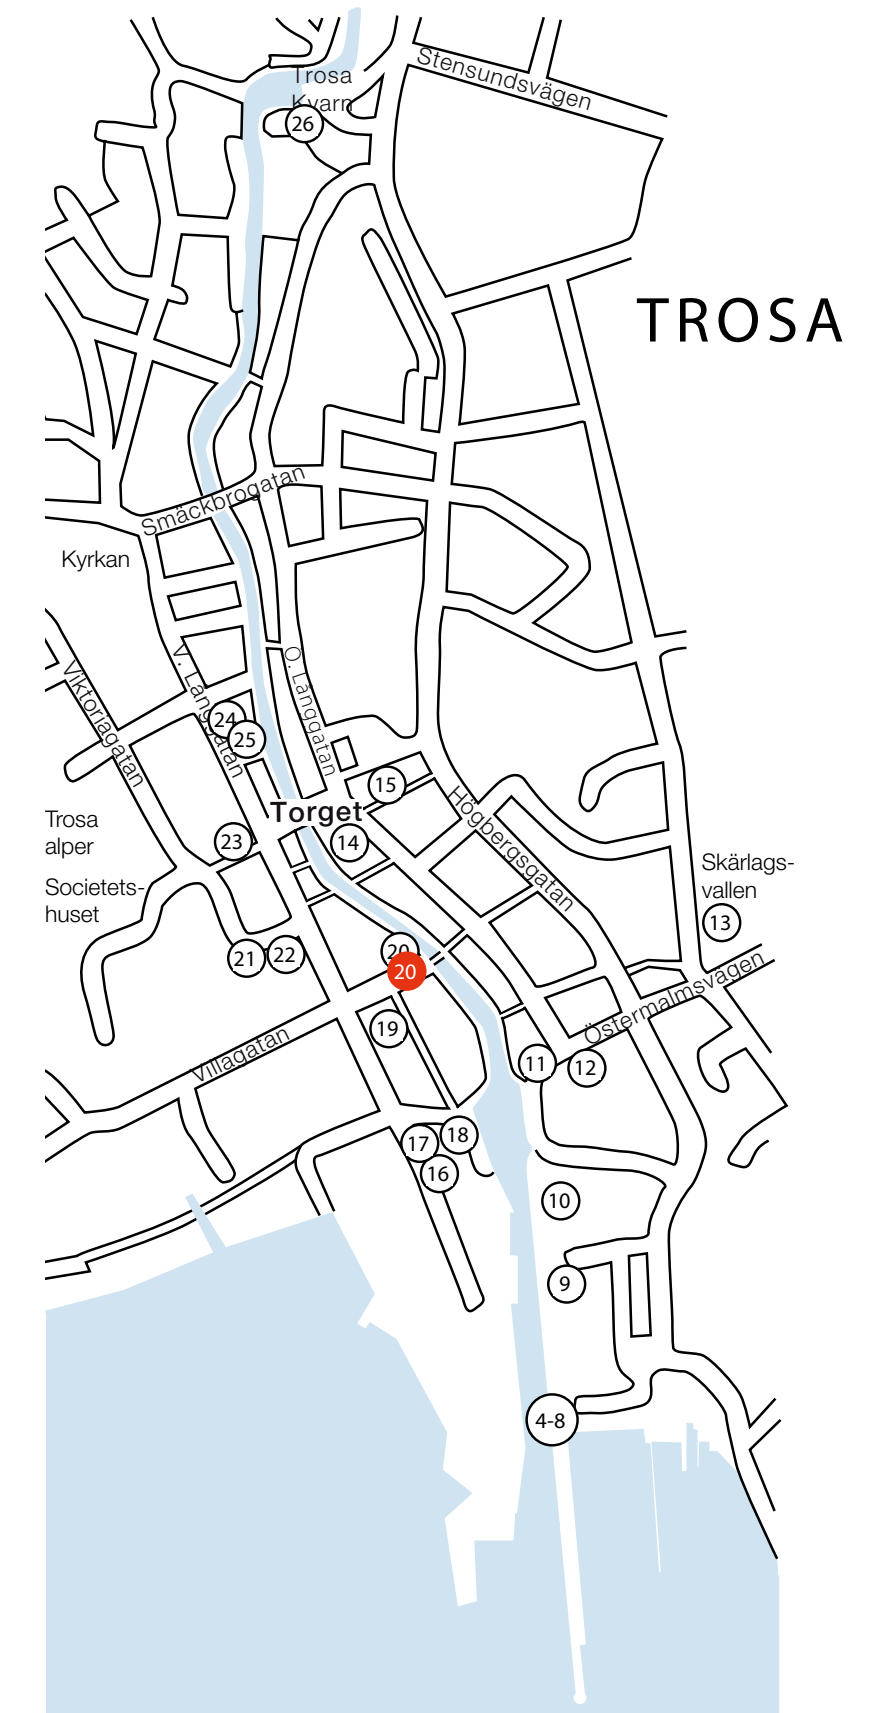 Stensundsvägen
Trosa
Kvarn
26
TROSA
Smäckbrogatan
Kyrkan
V. Långgatan
Ö. Långgatan
Viktoriagatan
24
25
15
Högbergsgatan
Torget
Trosa
alper
23
14
Skärlags-
vallen
Societets-
huset
13
21
22
20
20
Östermalmsvägen
19
Villagatan
11
12
17
18
16
10
9
4-8